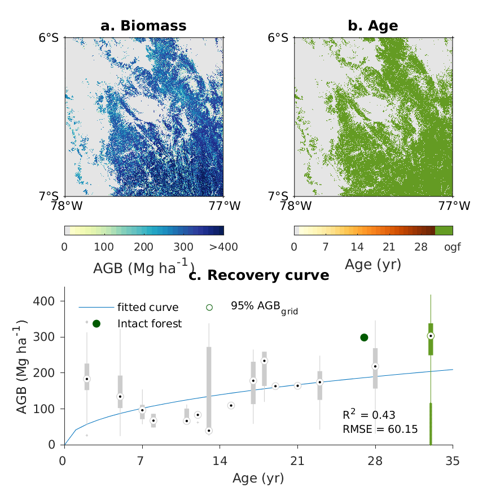 a. Biomass
b. Age
6°S
6°S
7°S
7°S
78°W 77°W
78°W 77°W
0 100 200 300 >400
0 7 14 21 28 ogf
AGB (Mg ha⁻¹)
Age (yr)
c. Recovery curve
AGB (Mg ha⁻¹)
400
300
200
100
0
fitted curve
Intact forest
95% AGB_grid
R² = 0.43
RMSE = 60.15
0 7 14 21 28 35
Age (yr)